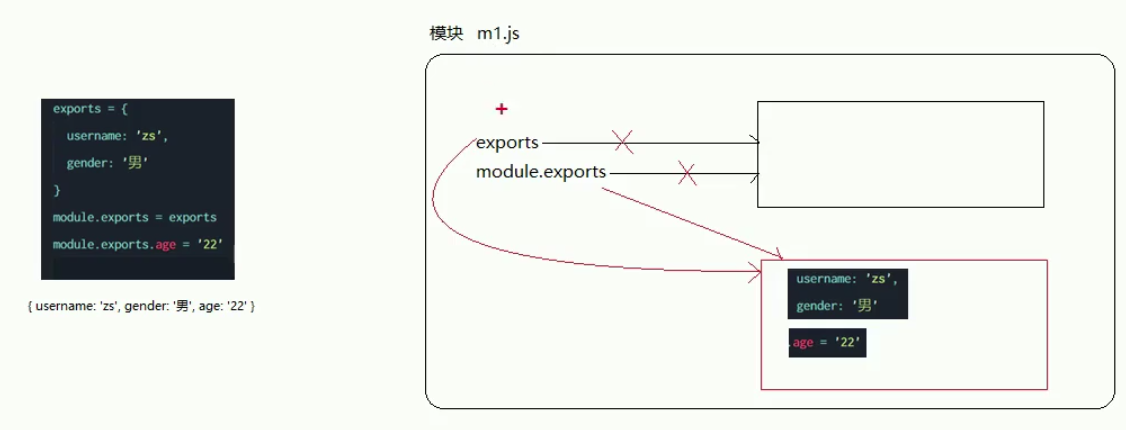 模块 m1.js
exports = {
username: 'zs',
gender: '男'
}
module.exports = exports
module.exports.age = '22'
{ username: 'zs', gender: '男', age: '22' }
+
exports
module.exports
username: 'zs',
gender: '男'
.age = '22'